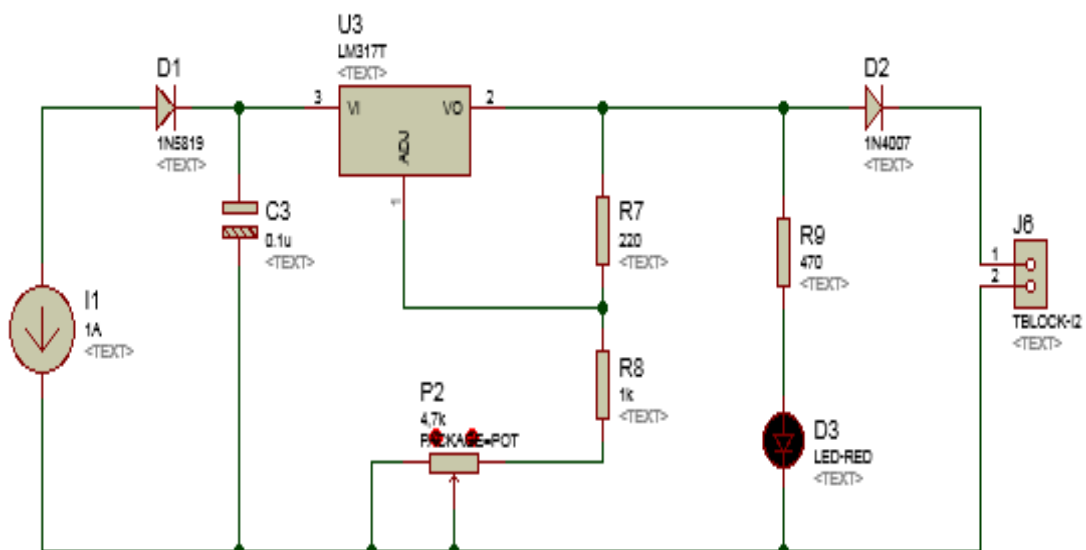 U3
LM317T
<TEXT>
D1
1N5819
<TEXT>
3
VI
VO
2
ADJ
1
D2
1N4007
<TEXT>
C3
0.1u
<TEXT>
R7
220
<TEXT>
R9
470
<TEXT>
J6
1
2
TBLOCK-I2
<TEXT>
I1
1A
<TEXT>
R8
1k
<TEXT>
P2
4,7k
PACKAGE=POT
D3
LED-RED
<TEXT>